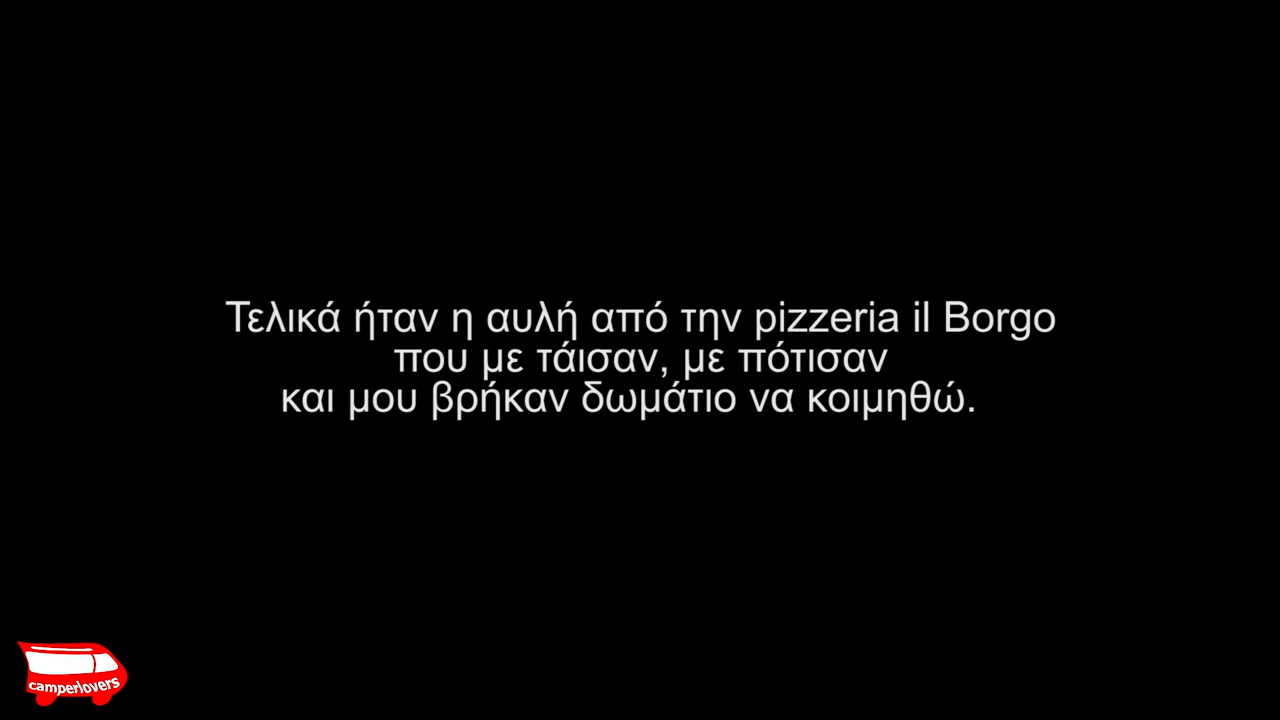 Τελικά ήταν η αυλή από την pizzeria il Borgo
που με τάισαν, με πότισαν
και μου βρήκαν δωμάτιο να κοιμηθώ.
camperlovers